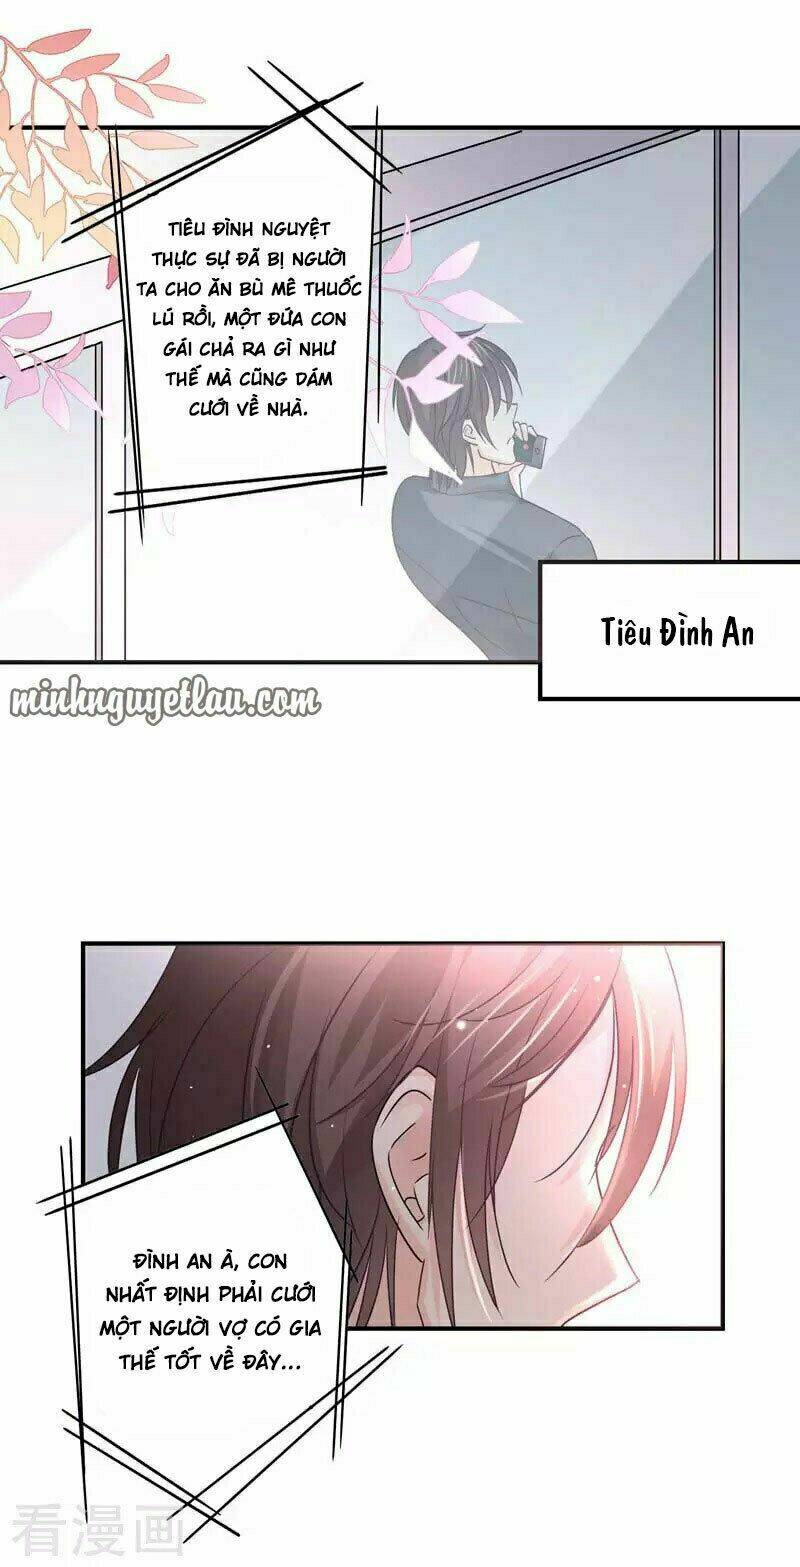 TIÊU ĐÌNH NGUYỆT
THỰC SỰ ĐÃ BỊ NGƯỜI
TA CHO ĂN BÙ MÊ THUỐC
LÚ RỒI, MỘT ĐỨA CON
GÁI CHẢ RA GÌ NHƯ
THẾ MÀ CŨNG DÁM
CƯỚI VỀ NHÀ.
Tiêu Đình An
minhnguyetlau.com
ĐÌNH AN À, CON
NHẤT ĐỊNH PHẢI CƯỚI
MỘT NGƯỜI VỢ CÓ GIA
THẾ TỐT VỀ ĐÂY...
看漫画